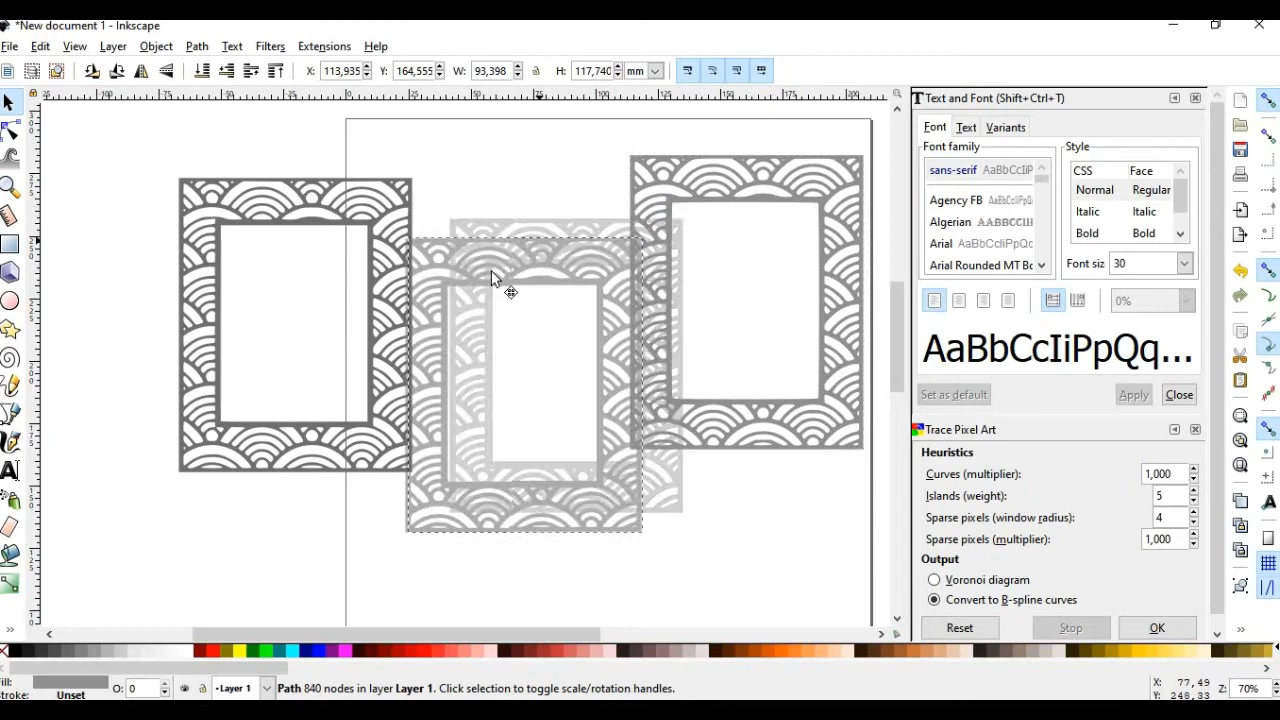 *New document 1 - Inkscape
File Edit View Layer Object Path Text Filters Extensions Help
X: 113,935 Y: 164,555 W: 93,398 H: 117,740 mm
Text and Font (Shift+Ctrl+T)
Font Text Variants
Font family Style
sans-serif AaBbCcIiP CSS Face
Normal Regular
Agency FB AaBbCcIiPp
Italic Italic
Algerian AABBCCI
Bold Bold
Arial AaBbCcIiPpQ
Arial Rounded MT Bo
Font siz 30
0%
AaBbCcIiPpQq...
Set as default Apply Close
Trace Pixel Art
Heuristics
Curves (multiplier): 1,000
Islands (weight): 5
Sparse pixels (window radius): 4
Sparse pixels (multiplier): 1,000
Output
Voronoi diagram
Convert to B-spline curves
Reset Stop OK
Fill:
Stroke: Unset
O: 0
Layer 1
Path 840 nodes in layer Layer 1. Click selection to toggle scale/rotation handles.
X: 77,49
Y: 248,33
Z: 70%